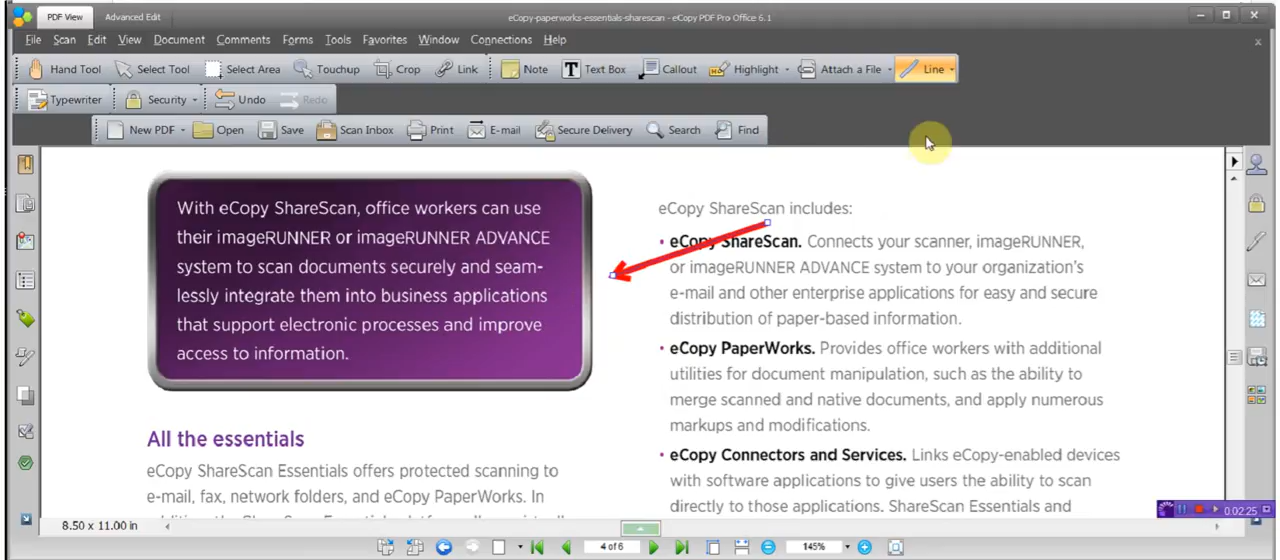 PDF View Advanced Edit eCopy-paperworks-essentials-sharescan - eCopy PDF Pro Office 6.1
File Scan Edit View Document Comments Forms Tools Favorites Window Connections Help
Hand Tool Select Tool Select Area Touchup Crop Link Note Text Box Callout Highlight Attach a File Line
Typewriter Security Undo Redo
New PDF Open Save Scan Inbox Print E-mail Secure Delivery Search Find
With eCopy ShareScan, office workers can use
their imageRUNNER or imageRUNNER ADVANCE
system to scan documents securely and seam-
lessly integrate them into business applications
that support electronic processes and improve
access to information.
All the essentials
eCopy ShareScan Essentials offers protected scanning to
e-mail, fax, network folders, and eCopy PaperWorks. In
eCopy ShareScan includes:
• eCopy ShareScan. Connects your scanner, imageRUNNER,
or imageRUNNER ADVANCE system to your organization's
e-mail and other enterprise applications for easy and secure
distribution of paper-based information.
• eCopy PaperWorks. Provides office workers with additional
utilities for document manipulation, such as the ability to
merge scanned and native documents, and apply numerous
markups and modifications.
• eCopy Connectors and Services. Links eCopy-enabled devices
with software applications to give users the ability to scan
directly to those applications. ShareScan Essentials and
0:02:25
8.50 x 11.00 in
4 of 6 145%